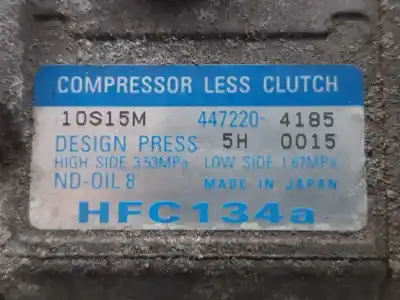 COMPRESSOR LESS CLUTCH
10S15M 447220- 4185
DESIGN PRESS 5H 0015
HIGH SIDE 3.53MPa LOW SIDE 1.67MPa
ND-OIL 8 MADE IN JAPAN
HFC134a